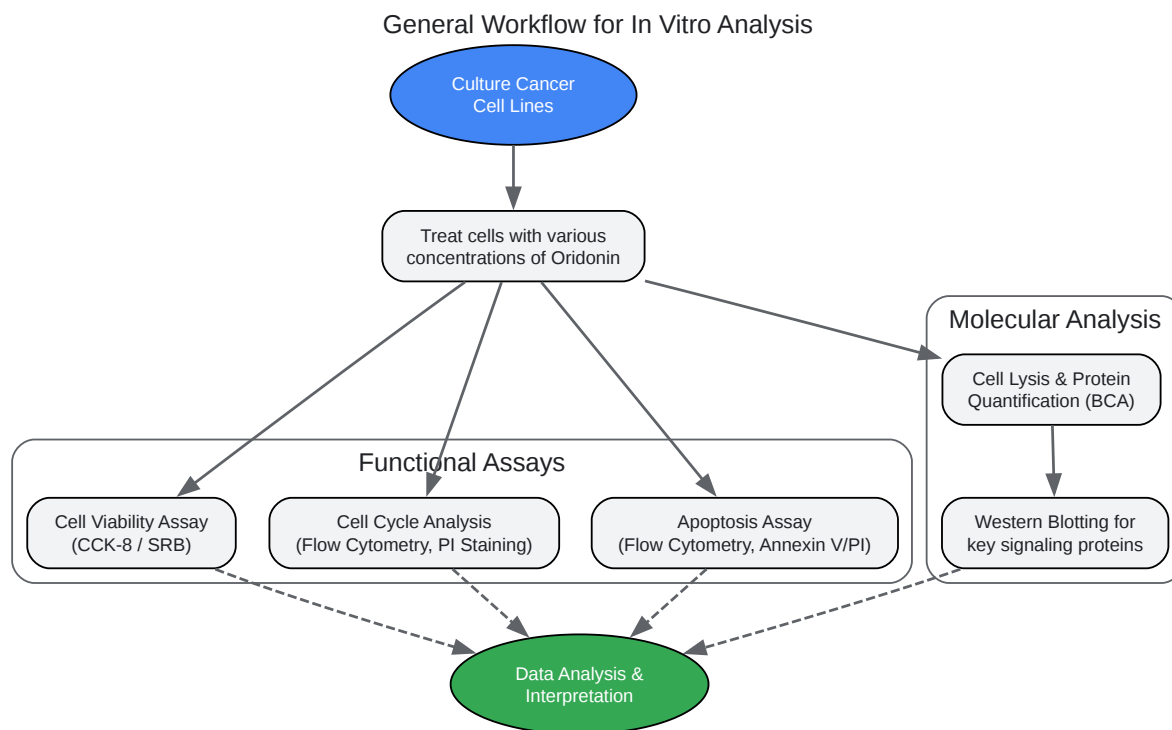 General Workflow for In Vitro Analysis
Culture Cancer
Cell Lines
Treat cells with various
concentrations of Oridonin
Molecular Analysis
Cell Lysis & Protein
Quantification (BCA)
Functional Assays
Cell Viability Assay
(CCK-8 / SRB)
Cell Cycle Analysis
(Flow Cytometry, PI Staining)
Apoptosis Assay
(Flow Cytometry, Annexin V/PI)
Western Blotting for
key signaling proteins
Data Analysis &
Interpretation